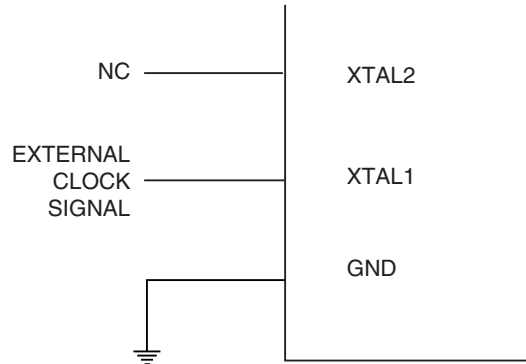 NC
XTAL2
EXTERNAL
CLOCK
SIGNAL
XTAL1
GND